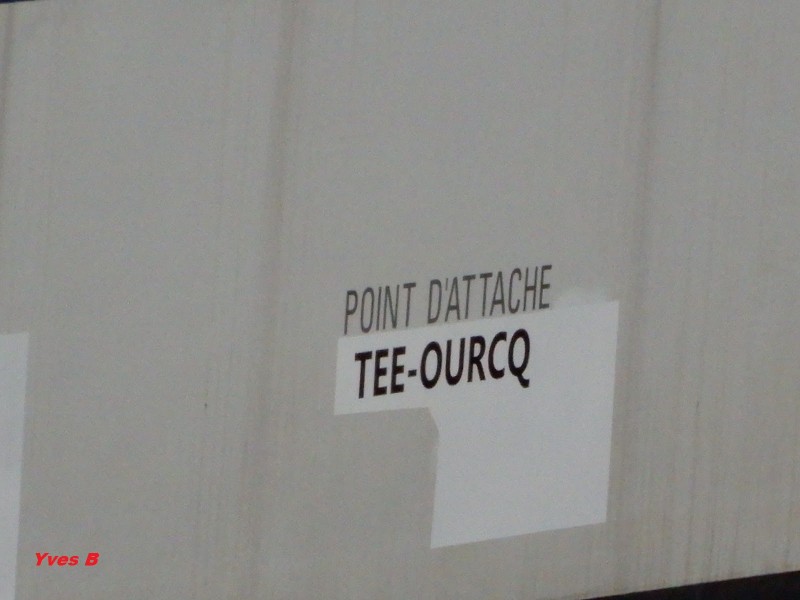 POINT D'ATTACHE
TEE-OURCQ
Yves B